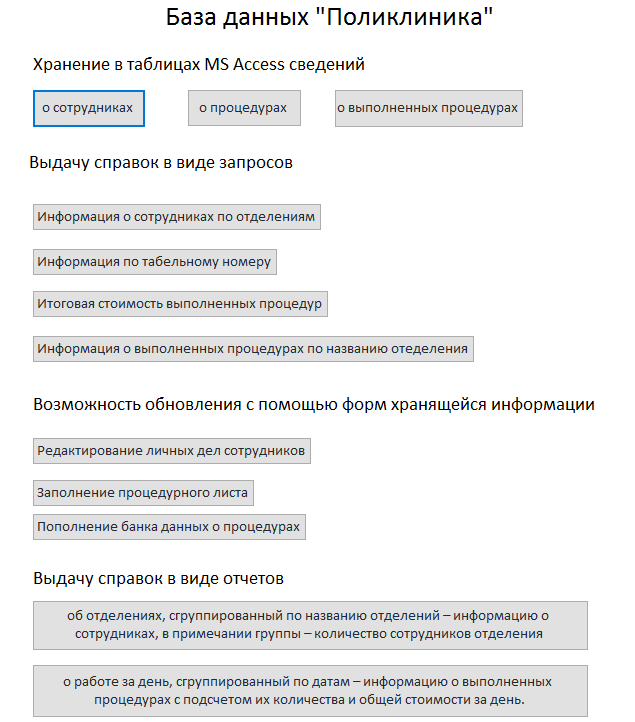 База данных "Поликлиника"
Хранение в таблицах MS Access сведений
о сотрудниках
о процедурах
о выполненных процедурах
Выдачу справок в виде запросов
Информация о сотрудниках по отделениям
Информация по табельному номеру
Итоговая стоимость выполненных процедур
Информация о выполненных процедурах по названию отеделения
Возможность обновления с помощью форм хранящейся информации
Редактирование личных дел сотрудников
Заполнение процедурного листа
Пополнение банка данных о процедурах
Выдачу справок в виде отчетов
об отделениях, сгруппированный по названию отделений – информацию о
сотрудниках, в примечании группы – количество сотрудников отделения
о работе за день, сгруппированный по датам – информацию о выполненных
процедурах с подсчетом их количества и общей стоимости за день.